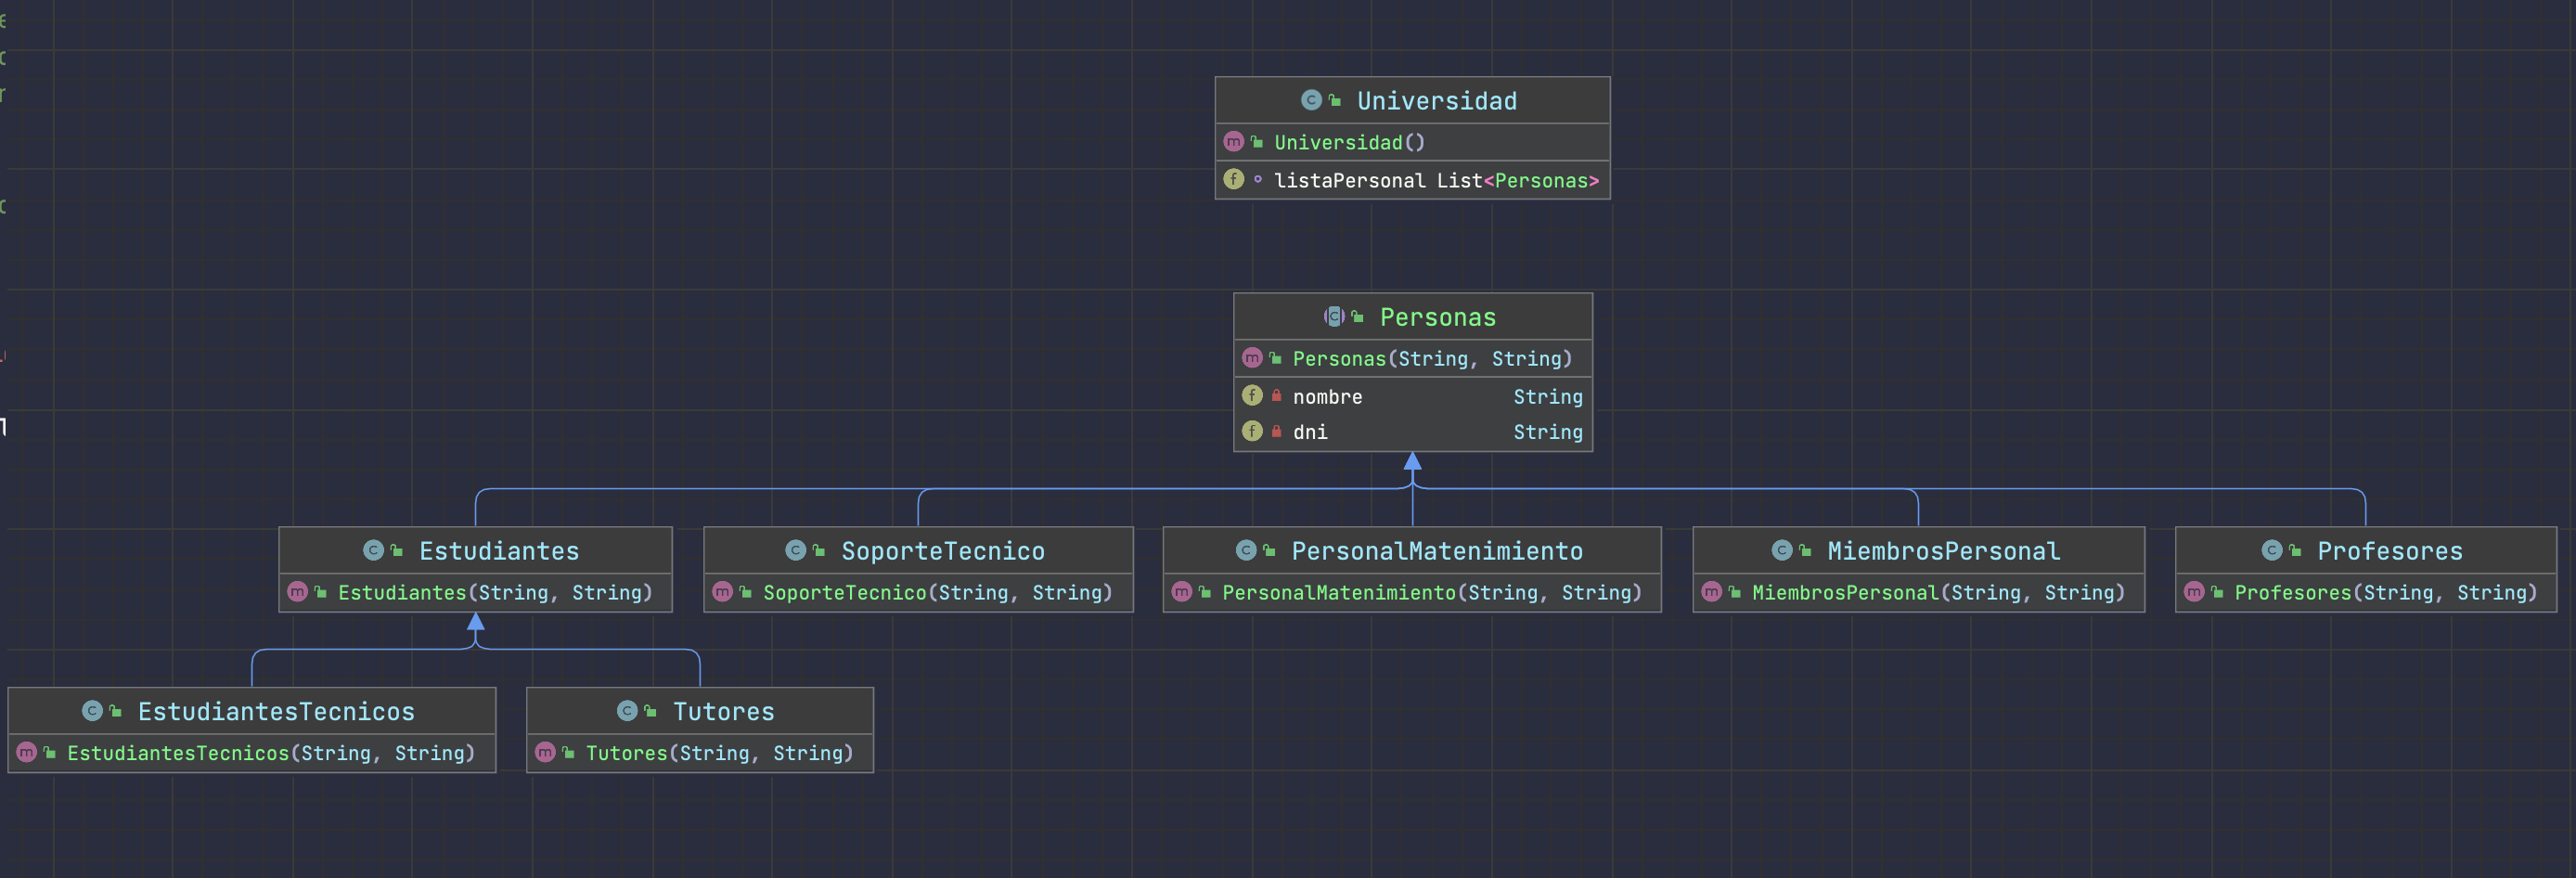 Universidad
Universidad()
listaPersonal List<Personas>
Personas
Personas(String, String)
nombre String
dni String
Estudiantes
Estudiantes(String, String)
SoporteTecnico
SoporteTecnico(String, String)
PersonalMatenimiento
PersonalMatenimiento(String, String)
MiembrosPersonal
MiembrosPersonal(String, String)
Profesores
Profesores(String, String)
EstudiantesTecnicos
EstudiantesTecnicos(String, String)
Tutores
Tutores(String, String)